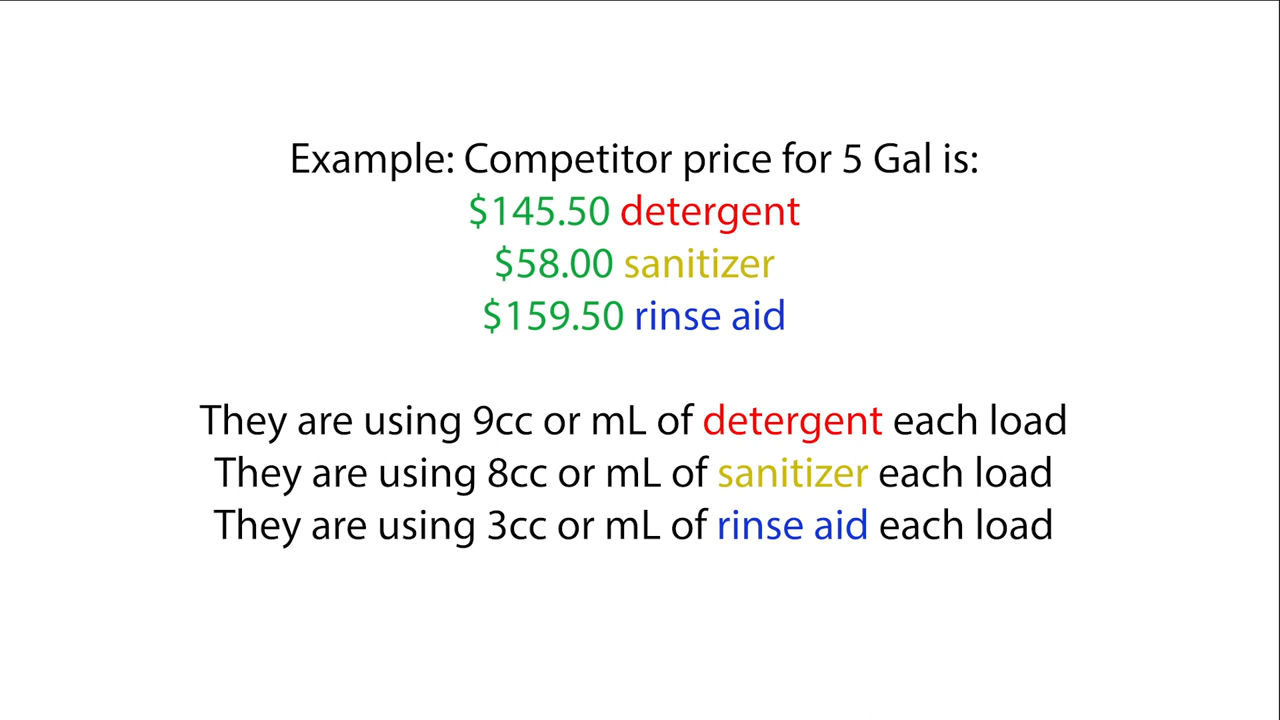 Example: Competitor price for 5 Gal is:
$145.50 detergent
$58.00 sanitizer
$159.50 rinse aid
They are using 9cc or mL of detergent each load
They are using 8cc or mL of sanitizer each load
They are using 3cc or mL of rinse aid each load